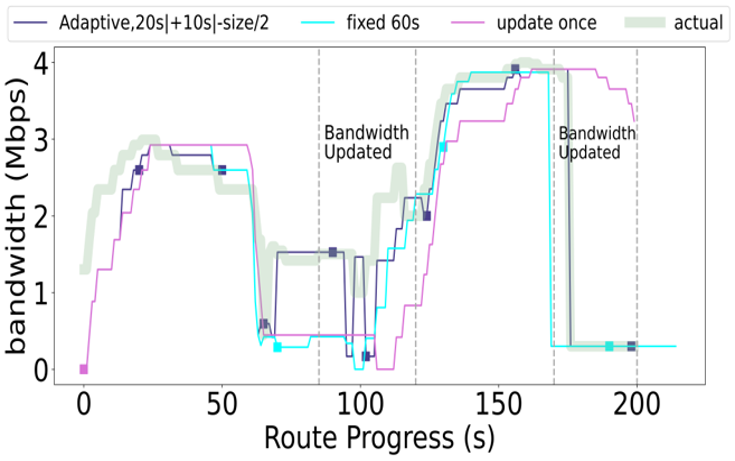 Adaptive,20s|+10s|-size/2 fixed 60s update once actual
bandwidth (Mbps)
4
3
2
1
0
Bandwidth
Updated
Bandwidth
Updated
0 50 100 150 200
Route Progress (s)